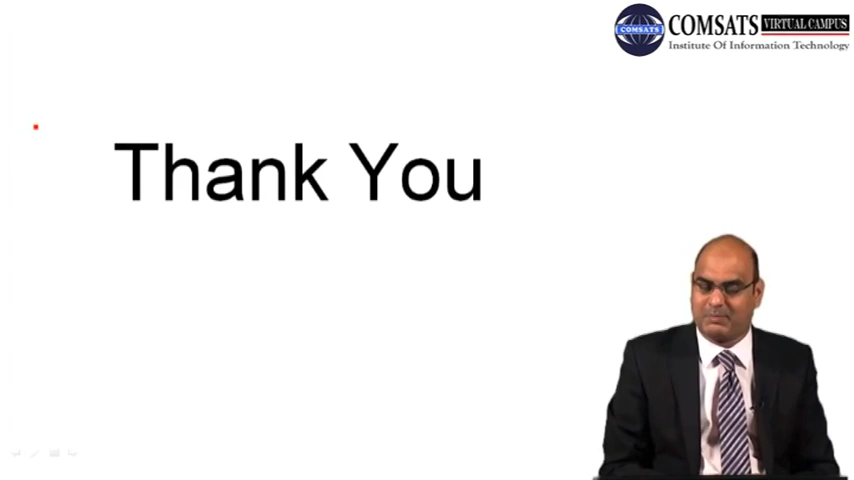 COMSATS VIRTUAL CAMPUS
Institute Of Information Technology
COMSATS
Thank You